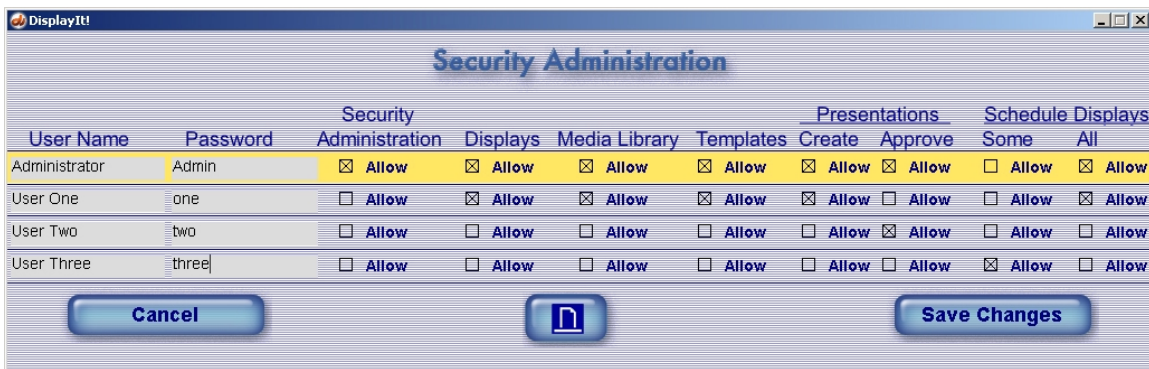 DisplayIt!
Security Administration
Security Presentations Schedule Displays
User Name Password Administration Displays Media Library Templates Create Approve Some All
Administrator Admin Allow Allow Allow Allow Allow Allow Allow Allow
User One one Allow Allow Allow Allow Allow Allow Allow Allow
User Two two Allow Allow Allow Allow Allow Allow Allow Allow
User Three three Allow Allow Allow Allow Allow Allow Allow Allow
Cancel Save Changes